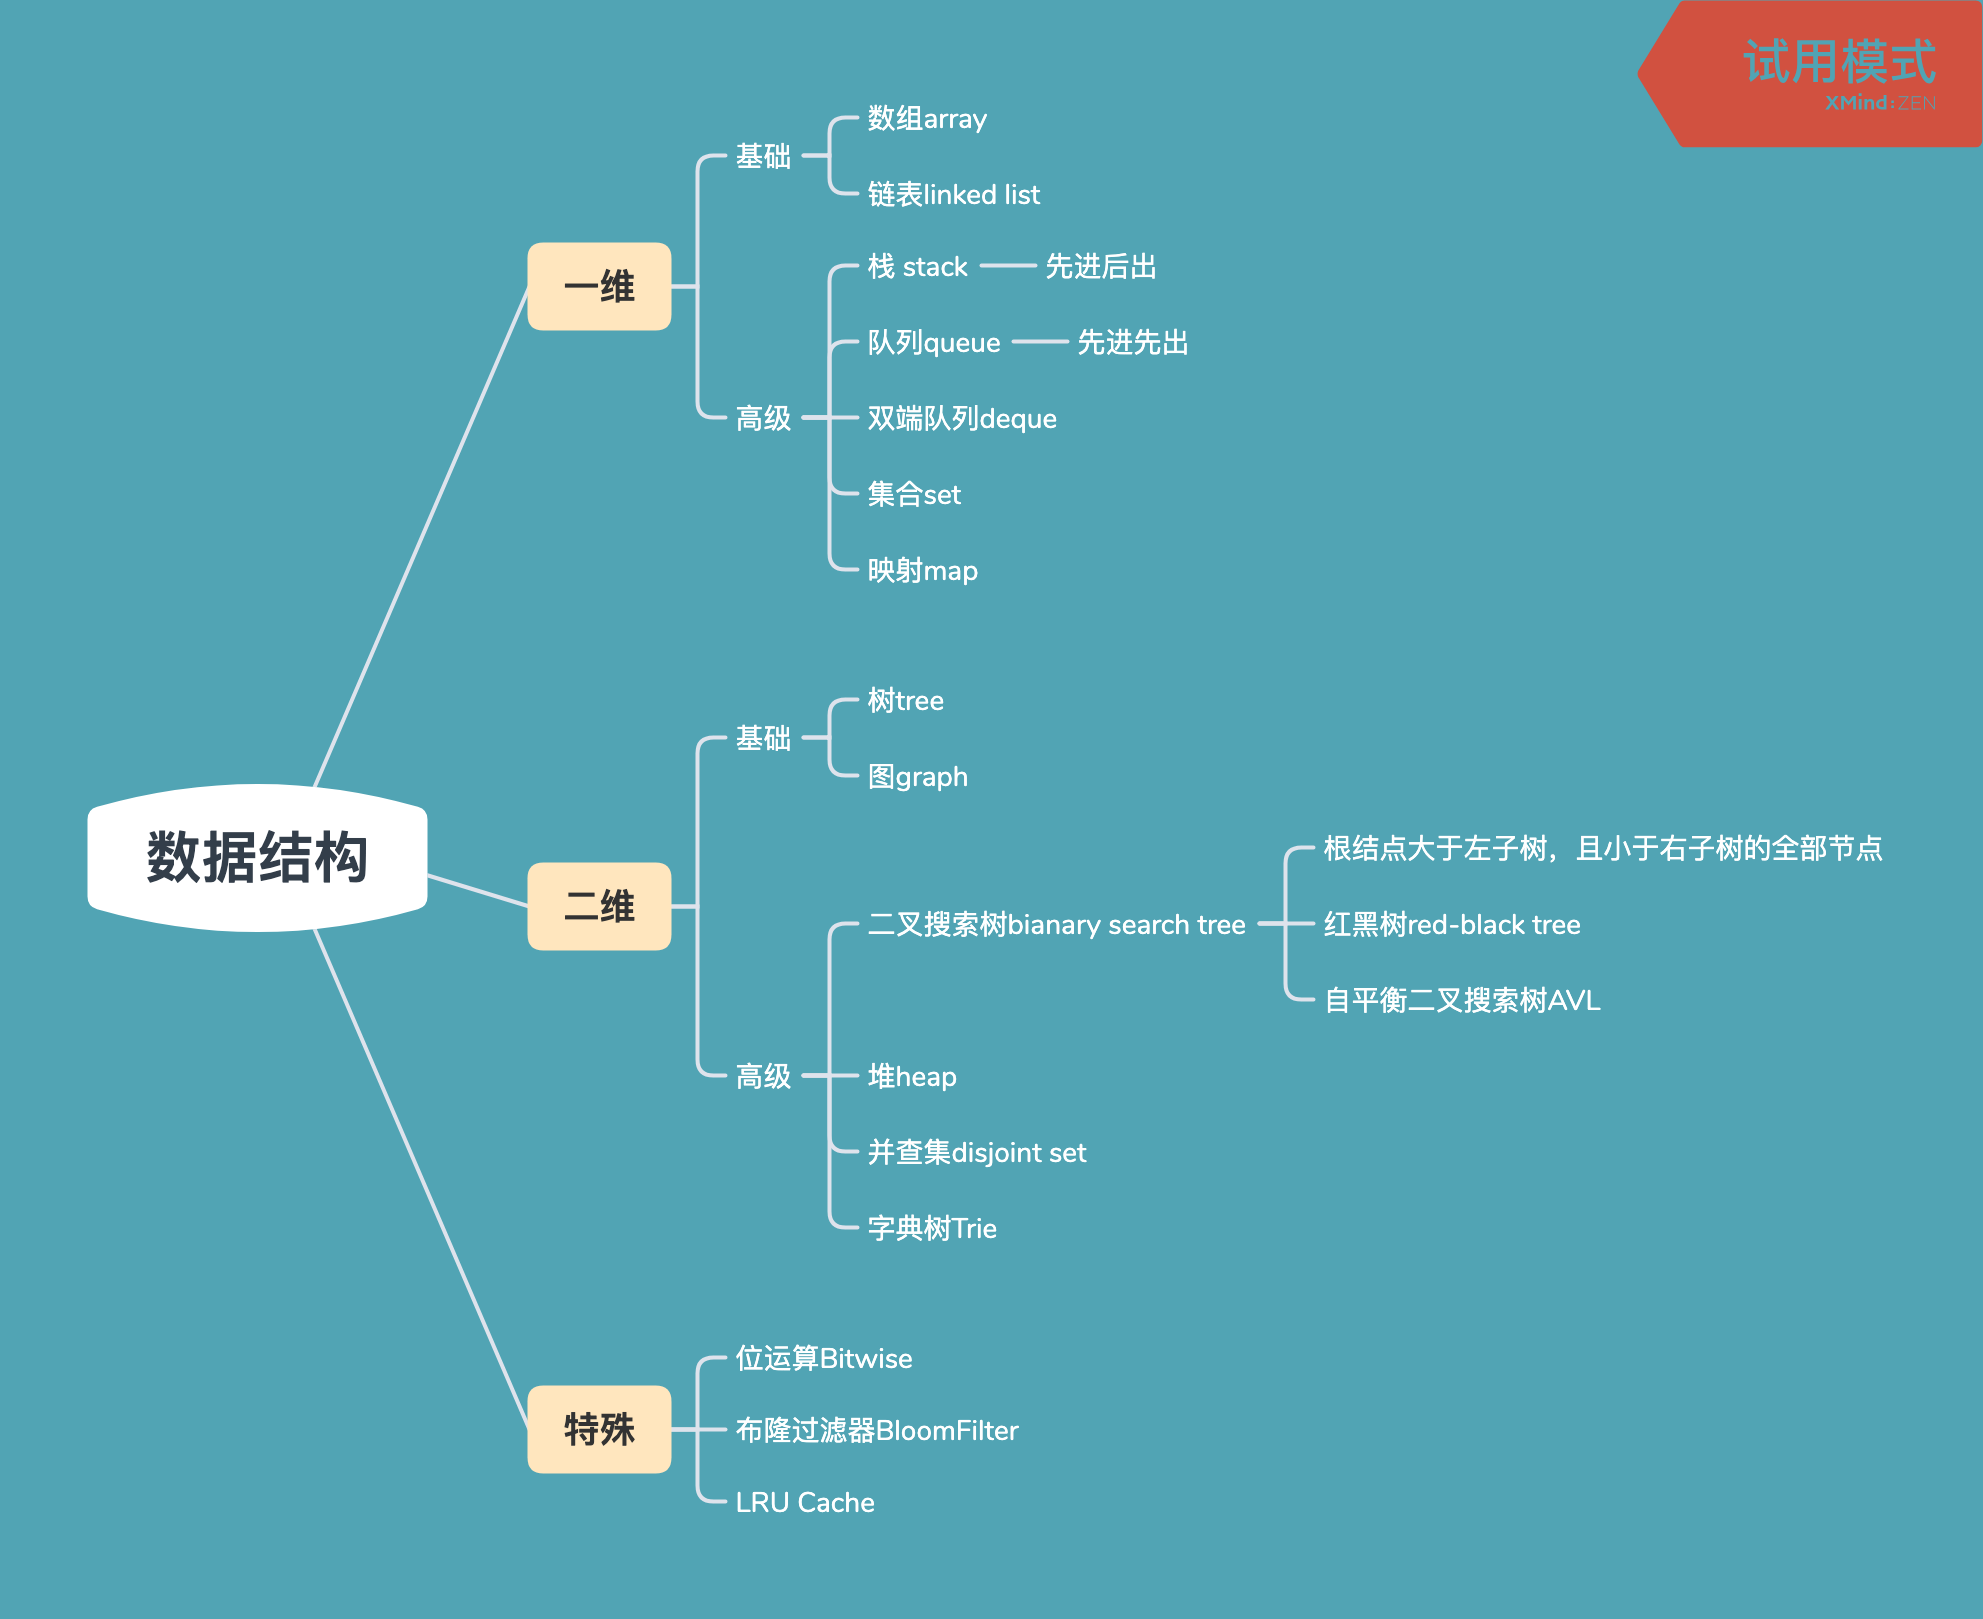 试用模式
XMind:ZEN
数据结构
一维
基础
数组array
链表linked list
高级
栈 stack
先进后出
队列queue
先进先出
双端队列deque
集合set
映射map
二维
基础
树tree
图graph
高级
二叉搜索树bianary search tree
根结点大于左子树，且小于右子树的全部节点
红黑树red-black tree
自平衡二叉搜索树AVL
堆heap
并查集disjoint set
字典树Trie
特殊
位运算Bitwise
布隆过滤器BloomFilter
LRU Cache